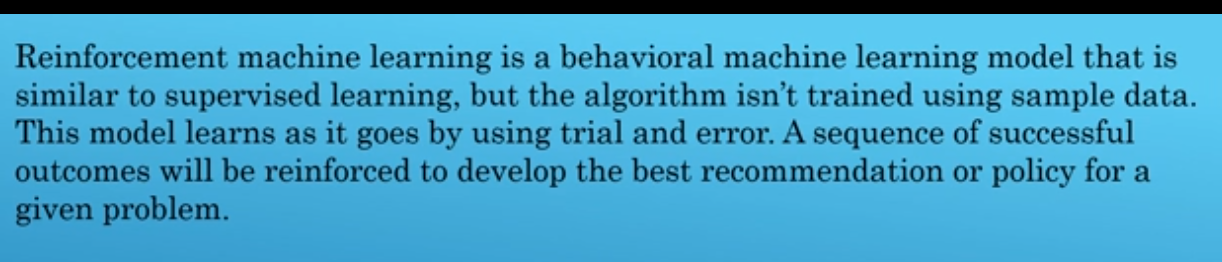 Reinforcement machine learning is a behavioral machine learning model that is
similar to supervised learning, but the algorithm isn’t trained using sample data.
This model learns as it goes by using trial and error. A sequence of successful
outcomes will be reinforced to develop the best recommendation or policy for a
given problem.